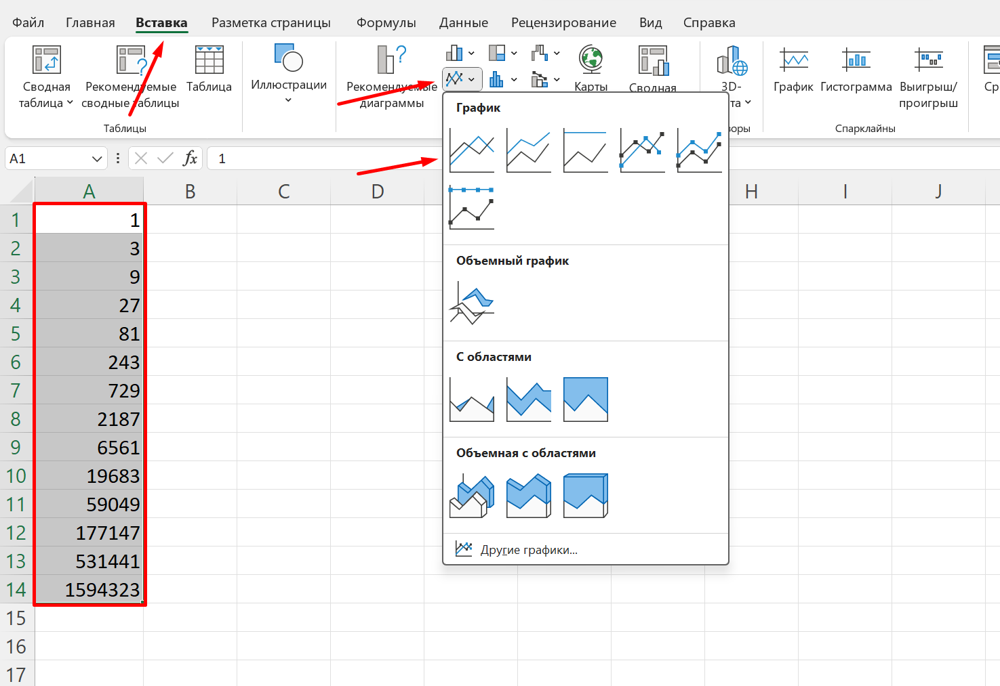 Файл Главная Вставка Разметка страницы Формулы Данные Рецензирование Вид Справка
Сводная таблица
Рекомендуемые сводные таблицы
Таблица
Таблицы
Иллюстрации
Рекомендуемые диаграммы
Карты
Сводная
3D-
та
оры
График
Гистограмма
Выигрыш/
проигрыш
Спарклайны
Ср
A1 fx 1
График
Объемный график
С областями
Объемная с областями
Другие графики...
A B C D H I J
1 1
2 3
3 9
4 27
5 81
6 243
7 729
8 2187
9 6561
10 19683
11 59049
12 177147
13 531441
14 1594323
15
16
17